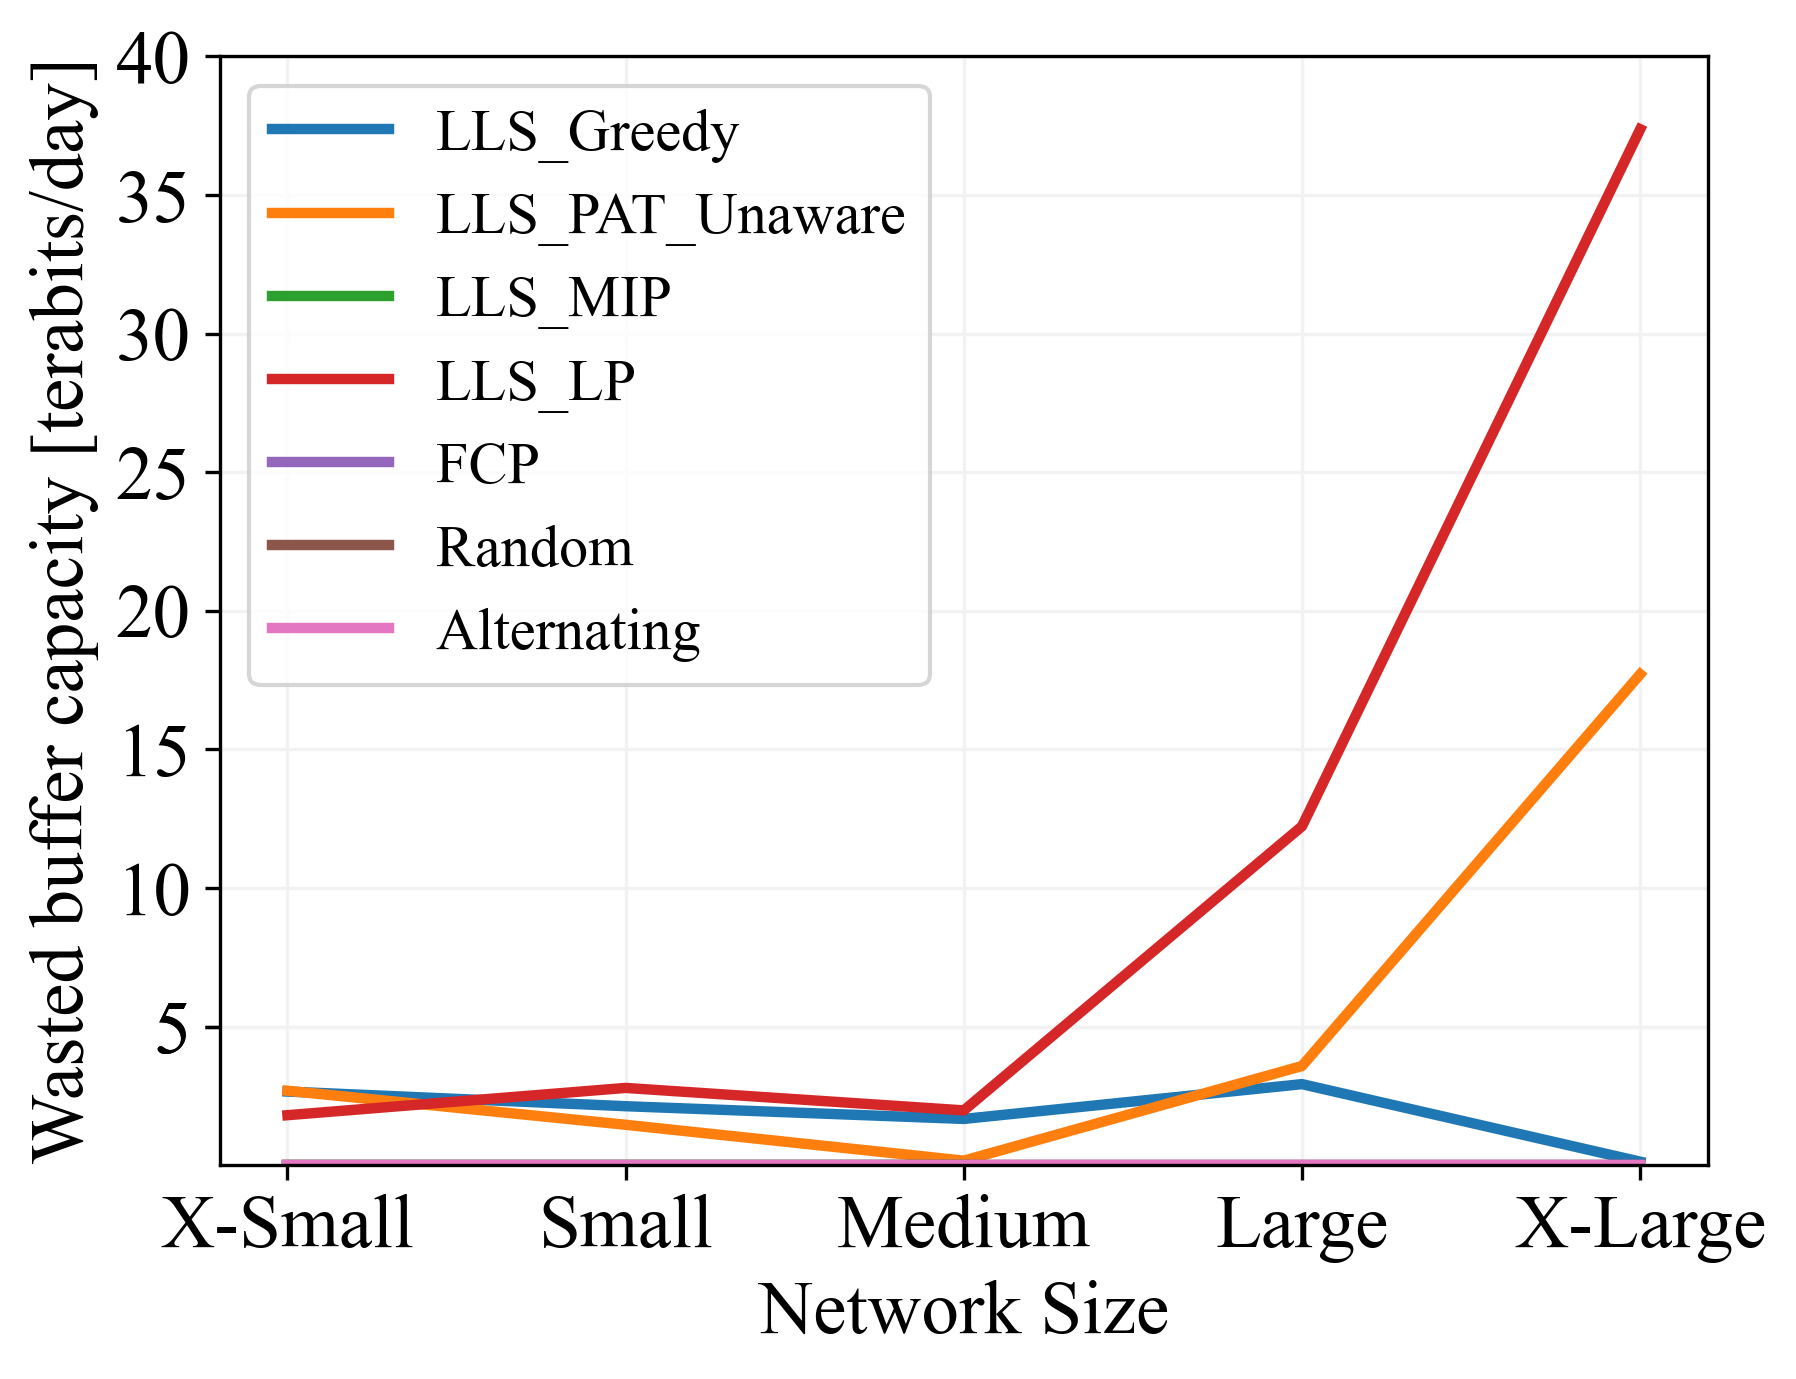 Wasted buffer capacity [terabits/day]
40
35
30
25
20
15
10
5
LLS_Greedy
LLS_PAT_Unaware
LLS_MIP
LLS_LP
FCP
Random
Alternating
X-Small Small Medium Large X-Large
Network Size